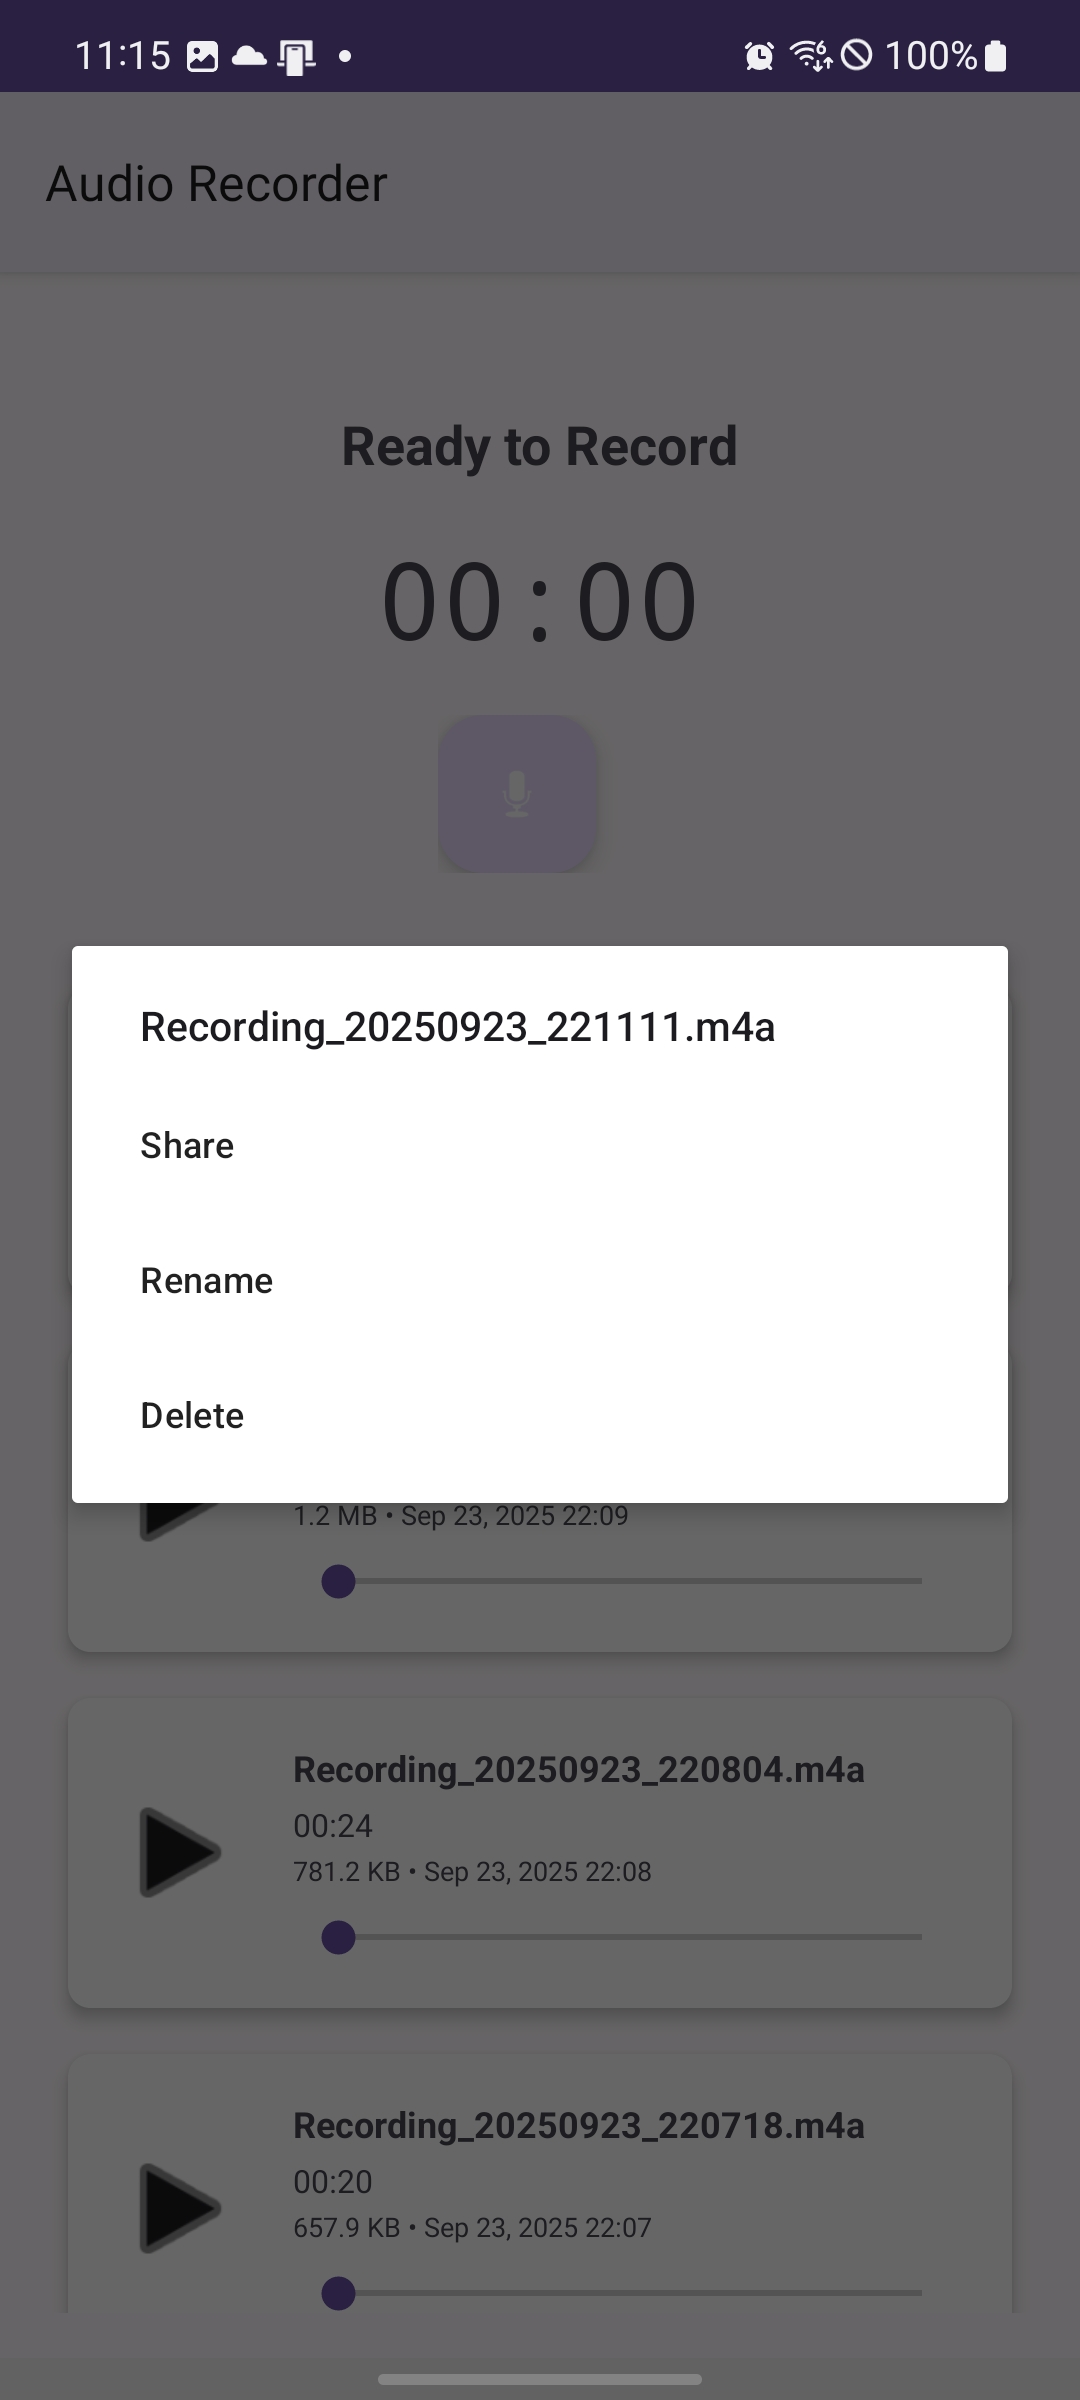 11:15
100%
Audio Recorder
Ready to Record
00:00
Recording_20250923_221111.m4a
Share
Rename
Delete
1.2 MB • Sep 23, 2025 22:09
Recording_20250923_220804.m4a
00:24
781.2 KB • Sep 23, 2025 22:08
Recording_20250923_220718.m4a
00:20
657.9 KB • Sep 23, 2025 22:07